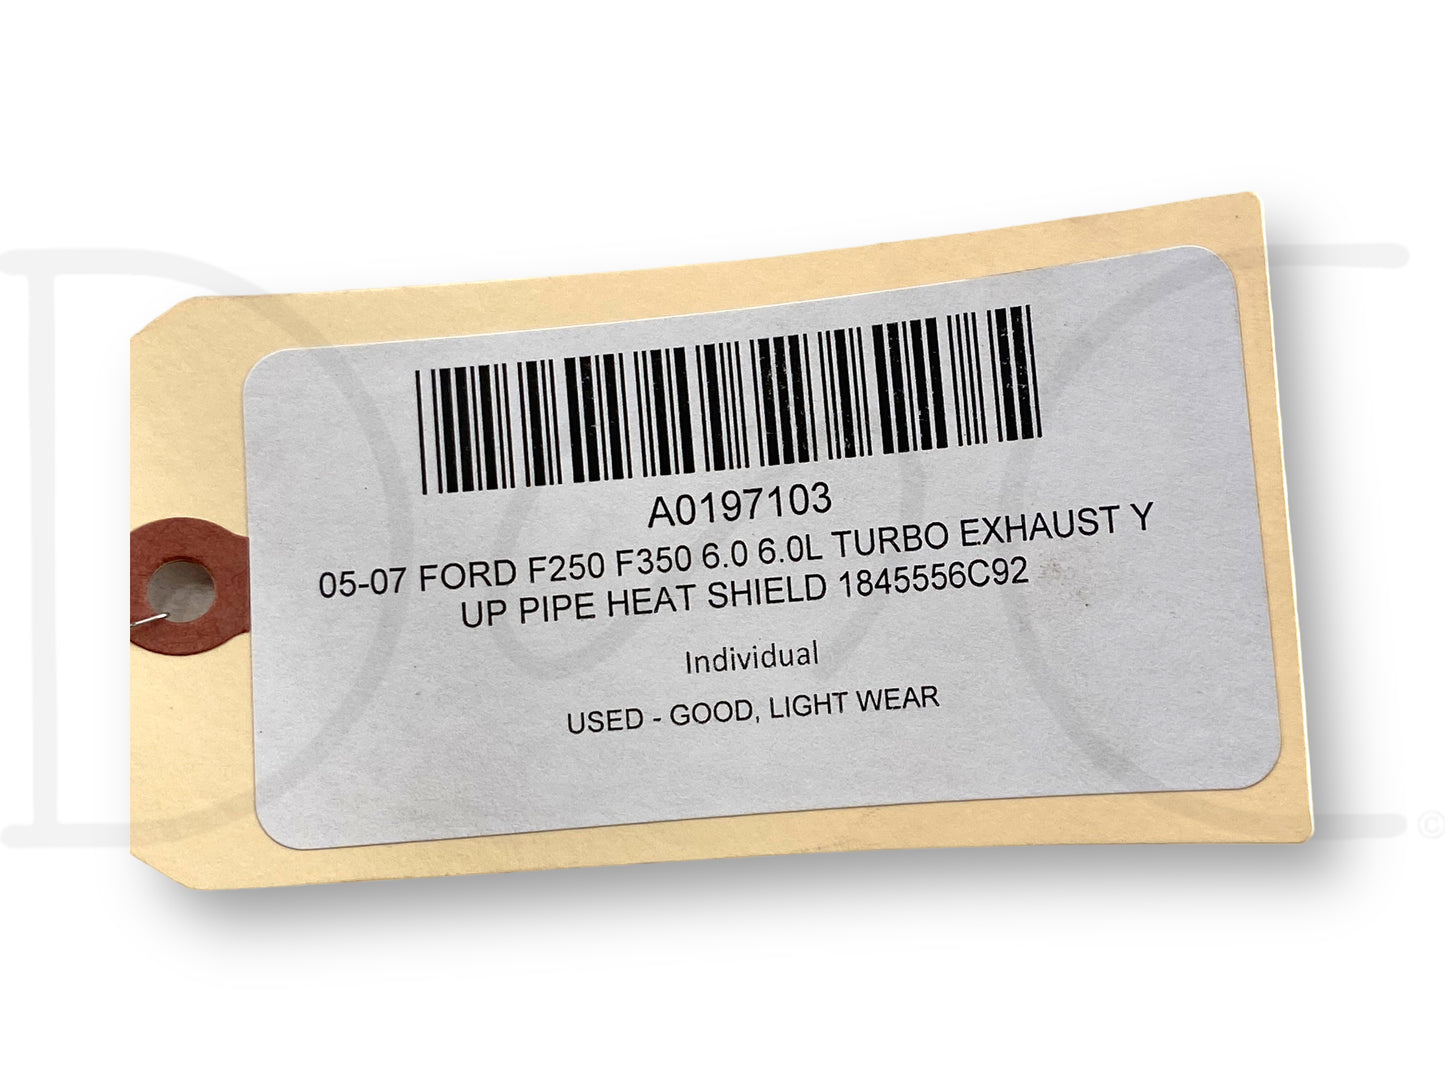 A0197103
05-07 FORD F250 F350 6.0 6.0L TURBO EXHAUST Y
UP PIPE HEAT SHIELD 1845556C92
Individual
USED - GOOD, LIGHT WEAR
©